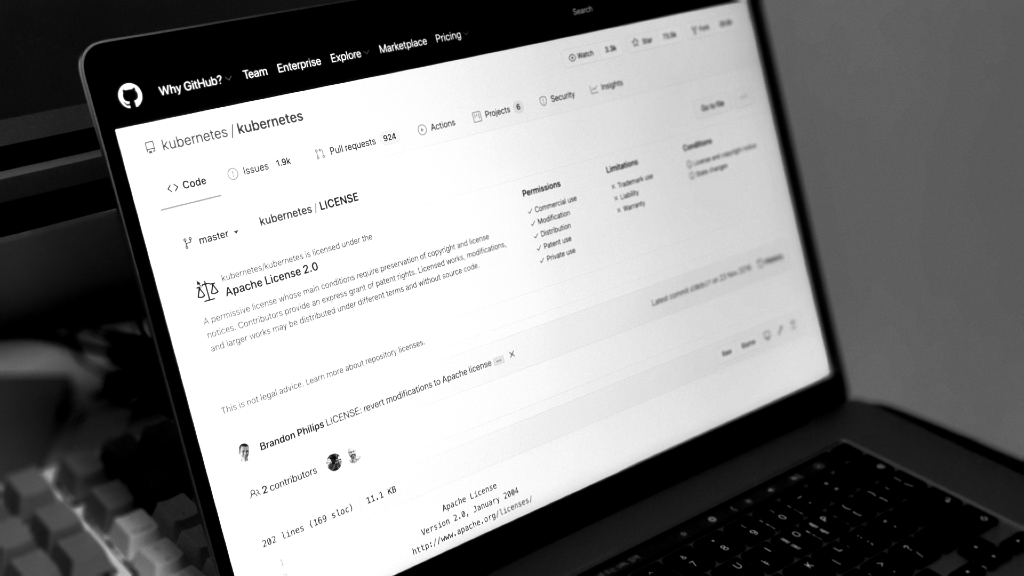 Search
Why GitHub? Team Enterprise Explore Marketplace Pricing
kubernetes / kubernetes
Watch 3.3k Star Fork
Code Issues 1.9k Pull requests 924 Actions Projects 6 Security Insights
master kubernetes / LICENSE Go to file
kubernetes/kubernetes is licensed under the
Apache License 2.0
A permissive license whose main conditions require preservation of copyright and license
notices. Contributors provide an express grant of patent rights. Licensed works, modifications,
and larger works may be distributed under different terms and without source code.
Permissions
Commercial use
Modification
Distribution
Patent use
Private use
Limitations
Trademark use
Liability
Warranty
Conditions
License and copyright notice
State changes
This is not legal advice. Learn more about repository licenses.
Brandon Philips LICENSE: revert modifications to Apache license
Latest commit on 23 Nov 2016
2 contributors
202 lines (169 sloc) 11.1 KB
Raw Blame
Apache License
Version 2.0, January 2004
http://www.apache.org/licenses/